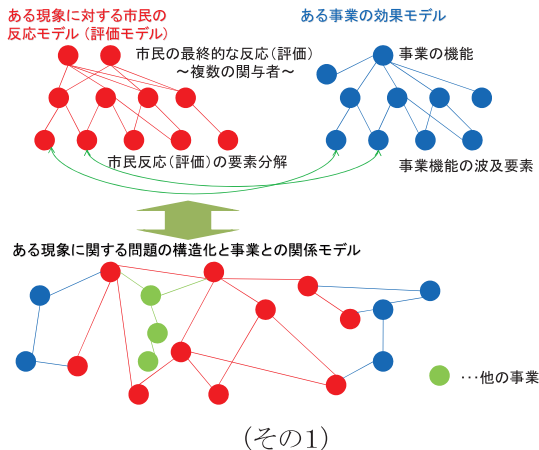 ある現象に対する市民の
反応モデル（評価モデル）
ある事業の効果モデル
市民の最終的な反応（評価）
～複数の関与者～
事業の機能
市民反応（評価）の要素分解
事業機能の波及要素
ある現象に関する問題の構造化と事業との関係モデル
…他の事業
（その1）